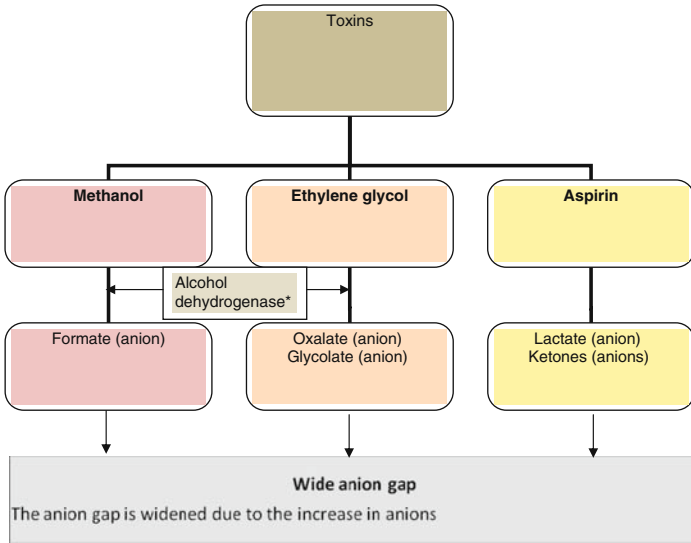 Toxins
Methanol
Ethylene glycol
Aspirin
Alcohol
dehydrogenase*
Formate (anion)
Oxalate (anion)
Glycolate (anion)
Lactate (anion)
Ketones (anions)
Wide anion gap
The anion gap is widened due to the increase in anions